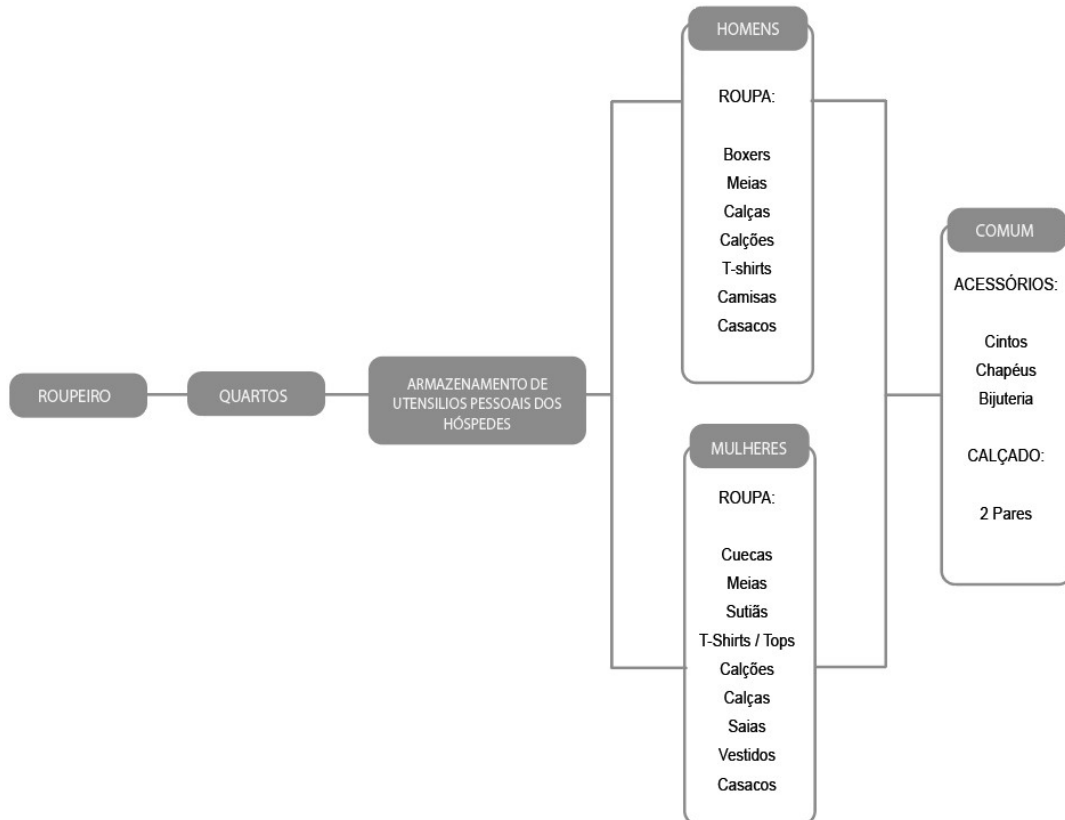 ROUPEIRO
QUARTOS
ARMAZENAMENTO DE
UTENSILIOS PESSOAIS DOS
HÓSPEDES
HOMENS
ROUPA:
Boxers
Meias
Calças
Calções
T-shirts
Camisas
Casacos
MULHERES
ROUPA:
Cuecas
Meias
Sutiãs
T-Shirts / Tops
Calções
Calças
Saias
Vestidos
Casacos
COMUM
ACESSÓRIOS:
Cintos
Chapéus
Bijuteria
CALÇADO:
2 Pares